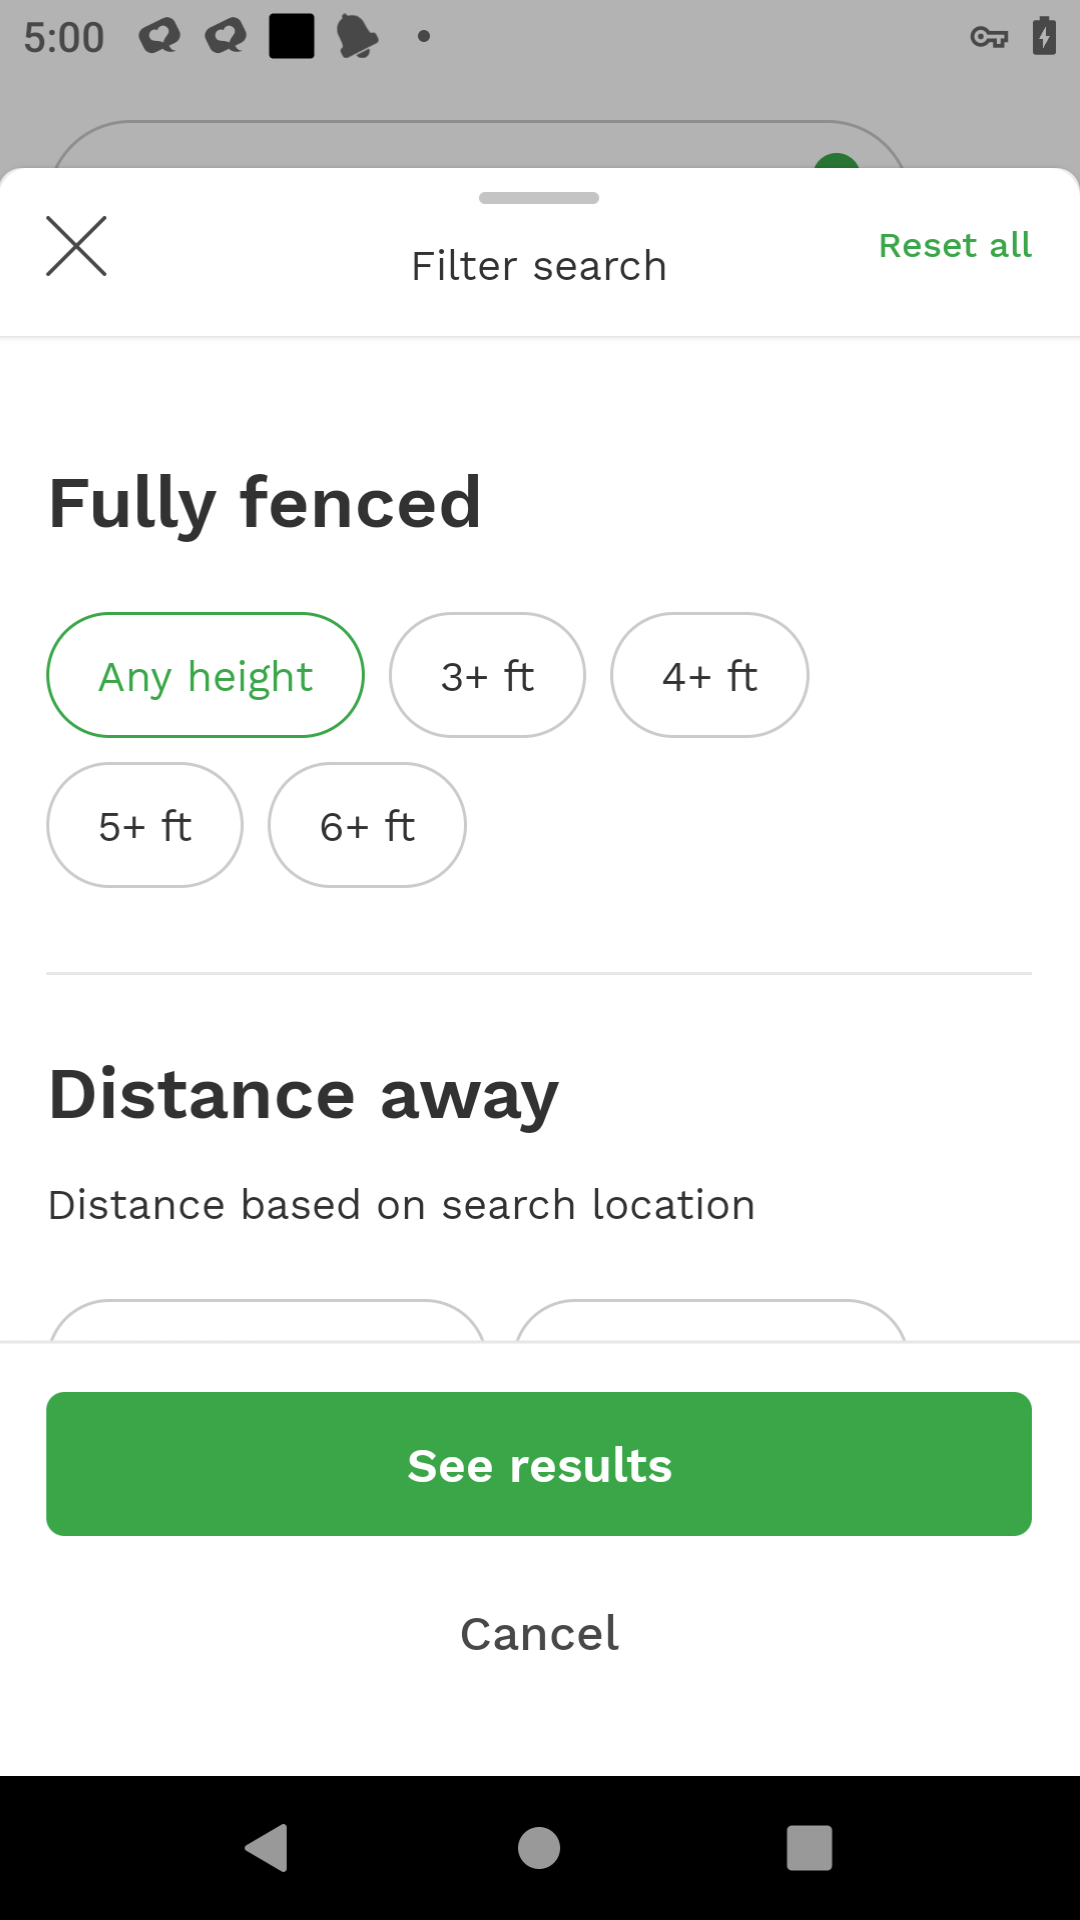 5:00
Filter search
Reset all
Fully fenced
Any height
3+ ft
4+ ft
5+ ft
6+ ft
Distance away
Distance based on search location
See results
Cancel